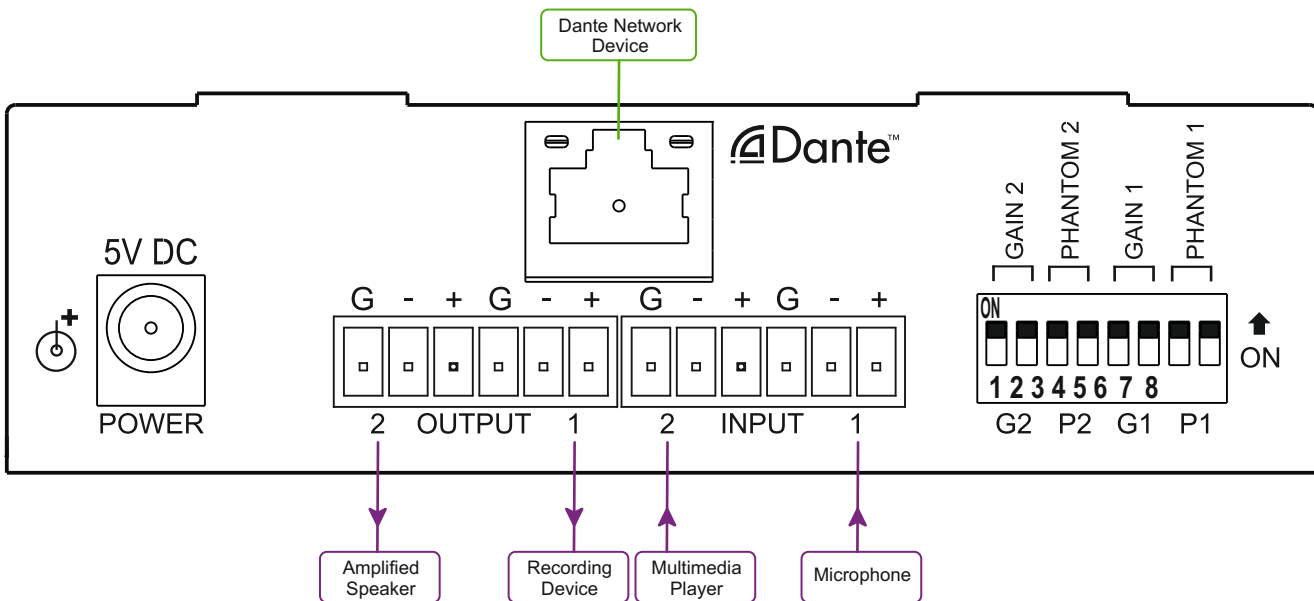 Dante Network
Device
Dante™
GAIN 2
PHANTOM 2
GAIN 1
PHANTOM 1
5V DC
+
POWER
G - + G - + G - + G - +
2 OUTPUT 1 2 INPUT 1
ON
1 2 3 4 5 6 7 8
G2 P2 G1 P1
ON
Amplified
Speaker
Recording
Device
Multimedia
Player
Microphone